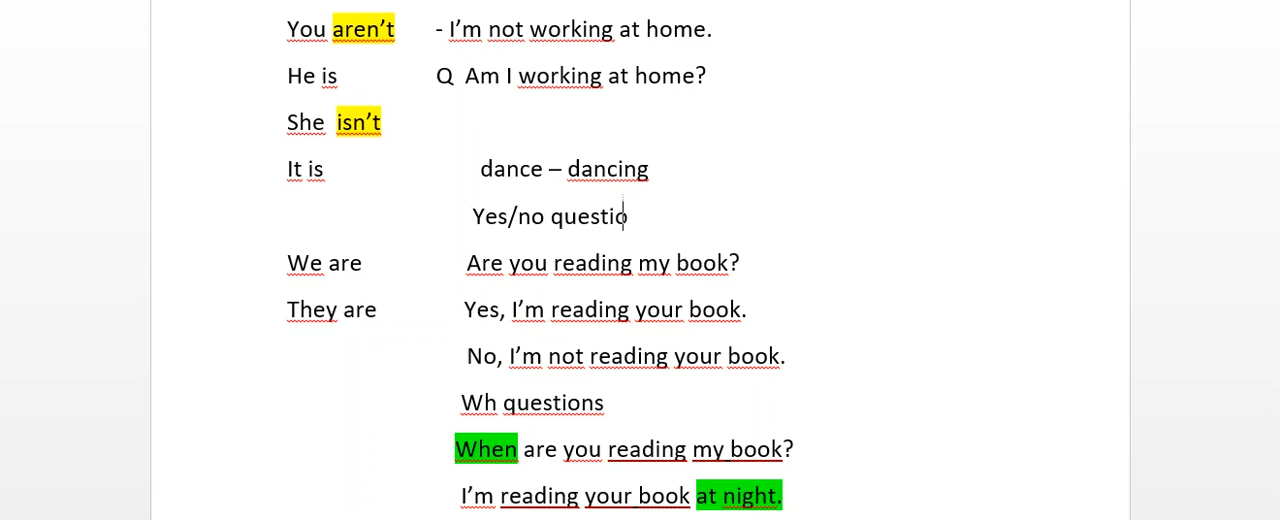 You aren't - I'm not working at home.
He is Q Am I working at home?
She isn't
It is dance – dancing
Yes/no questio
We are Are you reading my book?
They are Yes, I'm reading your book.
No, I'm not reading your book.
Wh questions
When are you reading my book?
I'm reading your book at night.